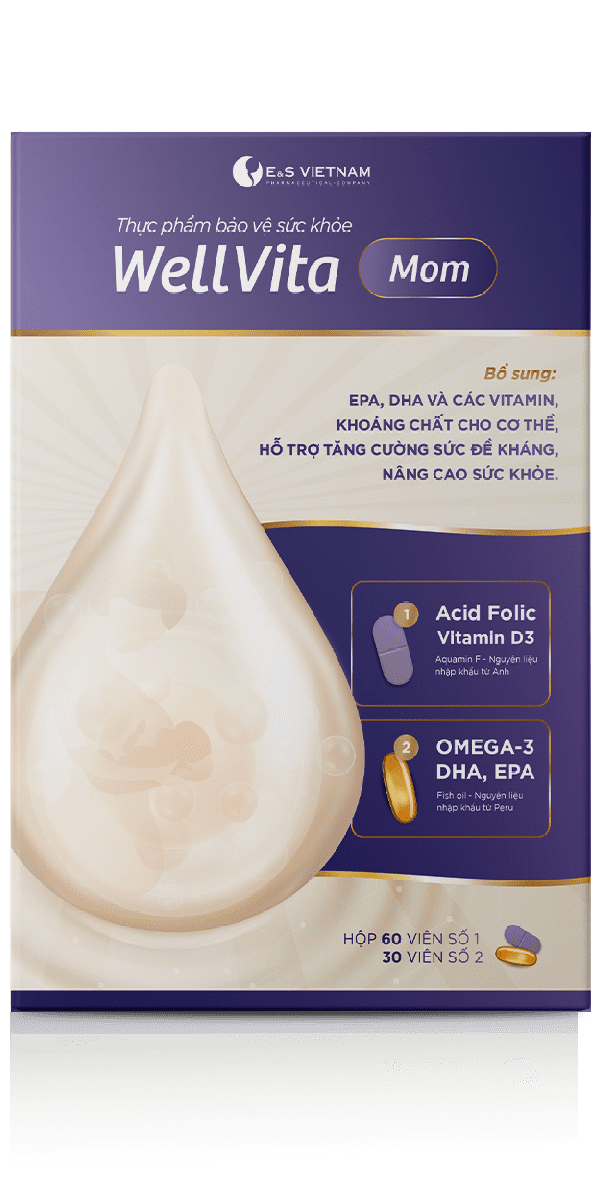 E&S VIETNAM
PHARMACEUTICAL COMPANY
Thực phẩm bảo vệ sức khỏe
WellVita Mom
Bổ sung:
EPA, DHA VÀ CÁC VITAMIN,
KHOÁNG CHẤT CHO CƠ THỂ,
HỖ TRỢ TĂNG CƯỜNG SỨC ĐỀ KHÁNG,
NÂNG CAO SỨC KHỎE.
1
Acid Folic
Vitamin D3
Aquamin F - Nguyên liệu
nhập khẩu từ Anh
2
OMEGA-3
DHA, EPA
Fish oil - Nguyên liệu
nhập khẩu từ Peru
HỘP 60 VIÊN SỐ 1
30 VIÊN SỐ 2